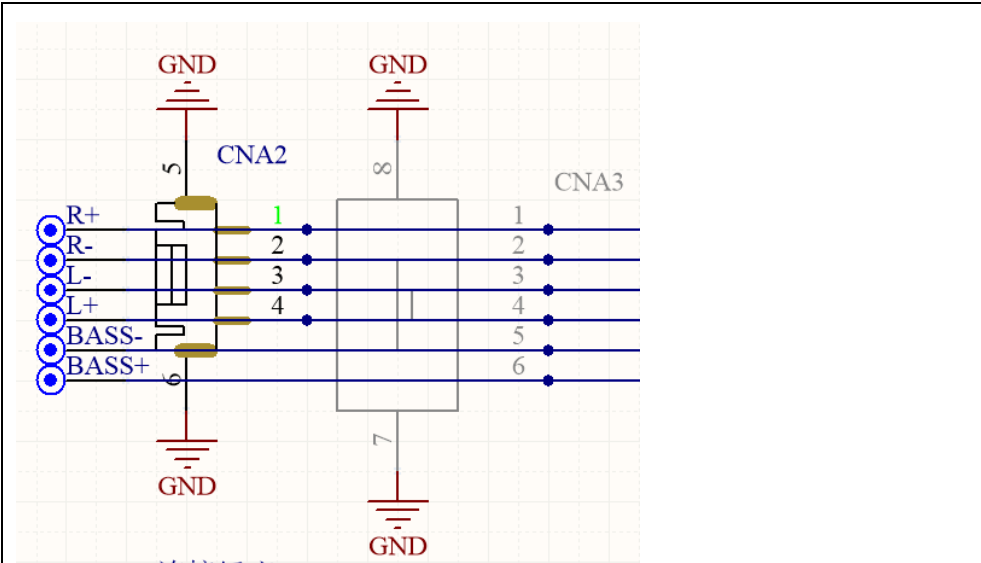 GND GND
5 CNA2 8 CNA3
R+ 1 1
R- 2 2
L- 3 3
L+ 4 4
BASS- 5
BASS+ 6 6
7
GND
GND